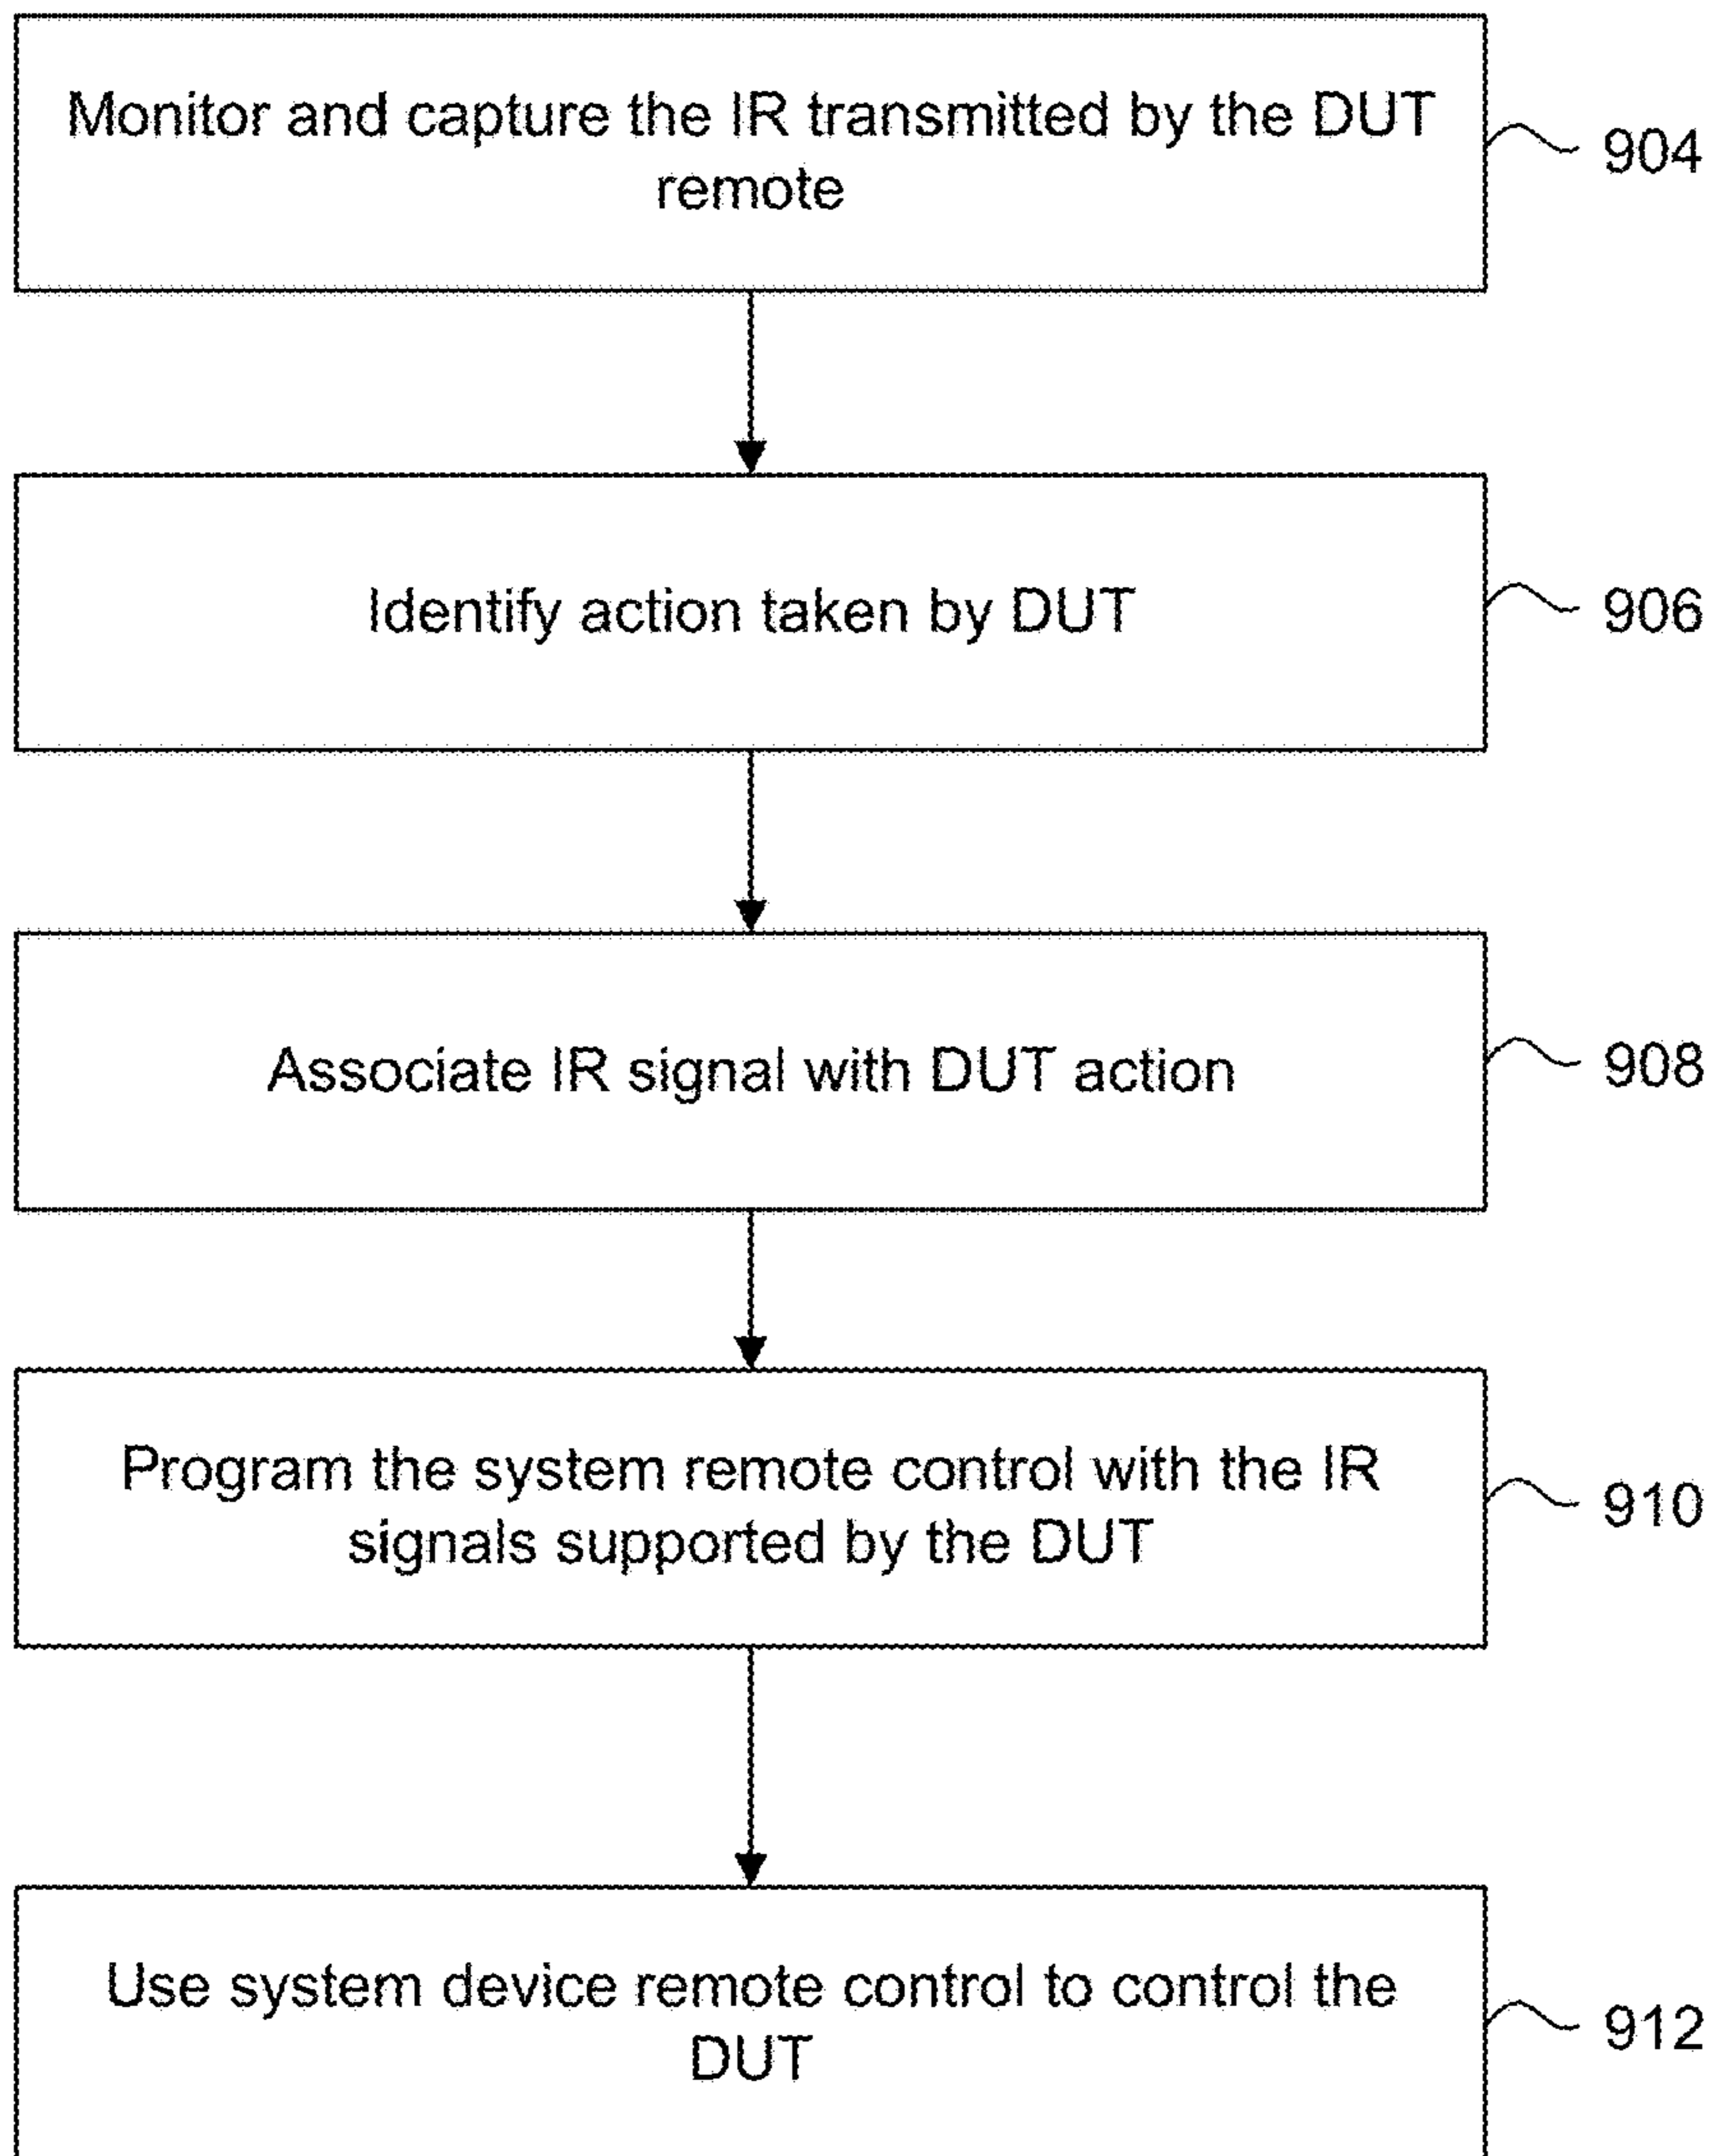 Monitor and capture the IR transmitted by the DUT
remote
904
Identify action taken by DUT
906
Associate IR signal with DUT action
908
Program the system remote control with the IR
signals supported by the DUT
910
Use system device remote control to control the
DUT
912